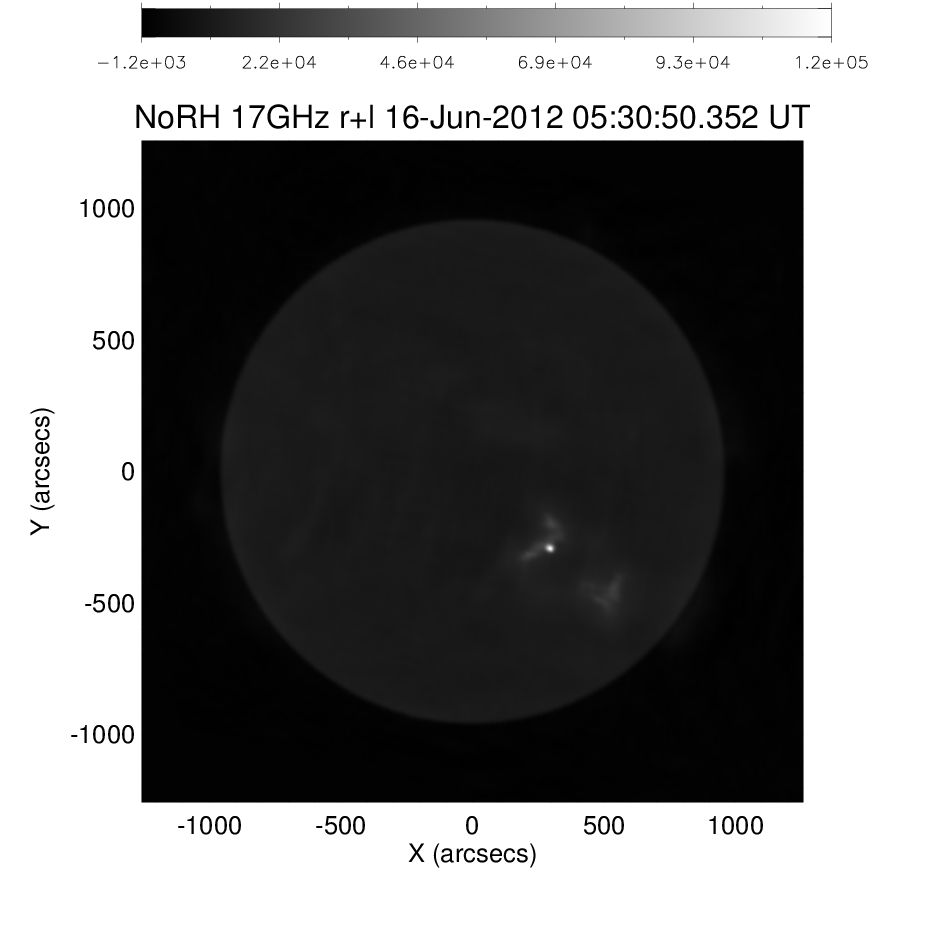 −1.2e+03 2.2e+04 4.6e+04 6.9e+04 9.3e+04 1.2e+05
NoRH 17GHz r+l 16-Jun-2012 05:30:50.352 UT
1000
500
0
-500
-1000
Y (arcsecs)
-1000 -500 0 500 1000
X (arcsecs)